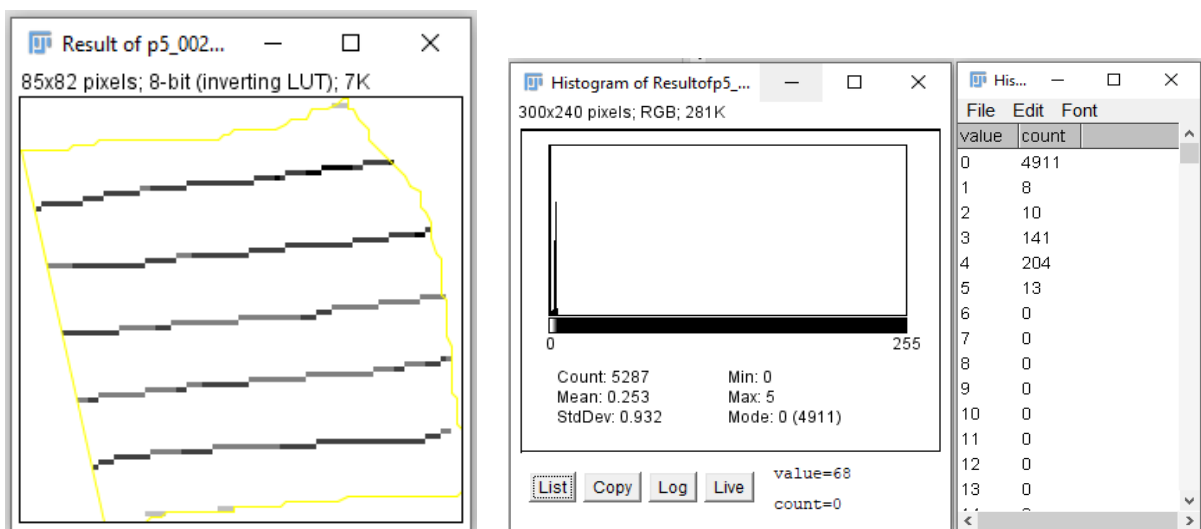 Result of p5_002...
85x82 pixels; 8-bit (inverting LUT); 7K
Histogram of Resultofp5_...
300x240 pixels; RGB; 281K
0 255
Count: 5287 Min: 0
Mean: 0.253 Max: 5
StdDev: 0.932 Mode: 0 (4911)
List Copy Log Live value=68
count=0
His...
File Edit Font
value count
0 4911
1 8
2 10
3 141
4 204
5 13
6 0
7 0
8 0
9 0
10 0
11 0
12 0
13 0